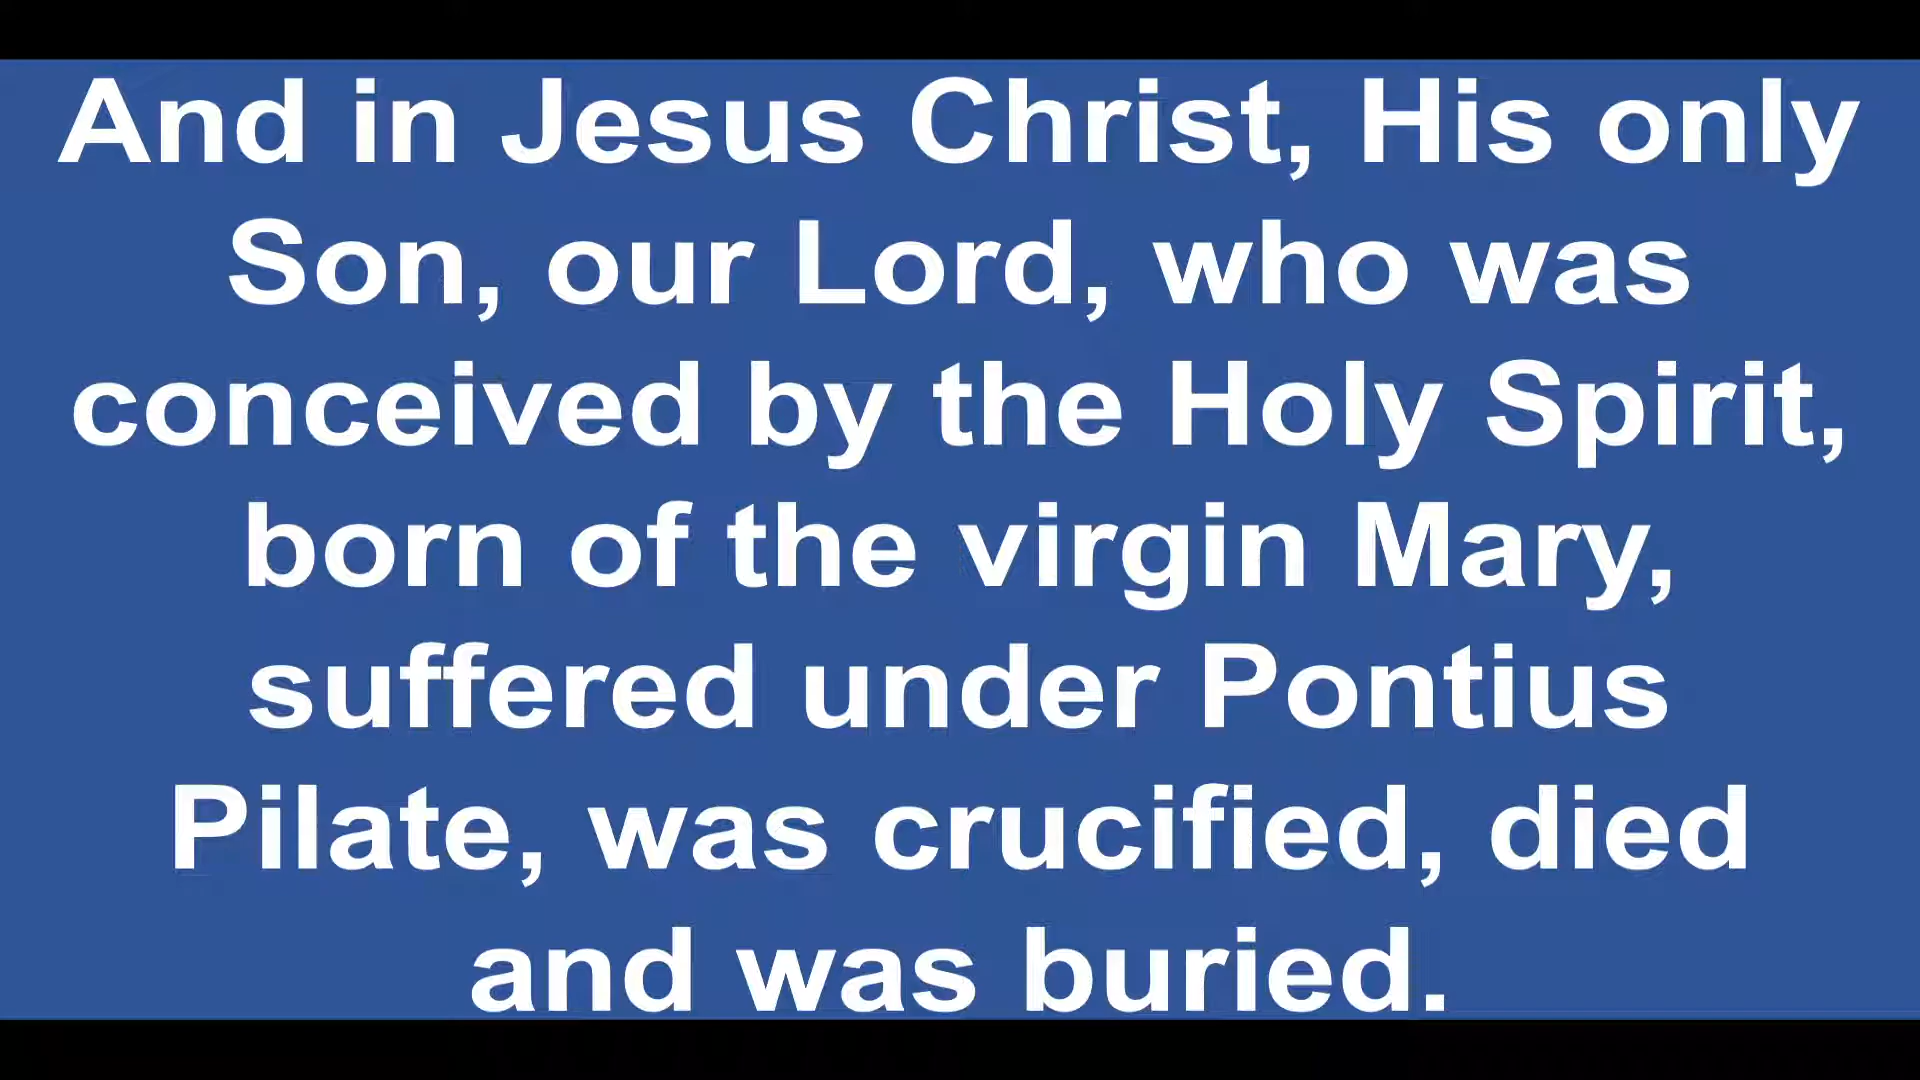 And in Jesus Christ, His only
Son, our Lord, who was
conceived by the Holy Spirit,
born of the virgin Mary,
suffered under Pontius
Pilate, was crucified, died
and was buried.